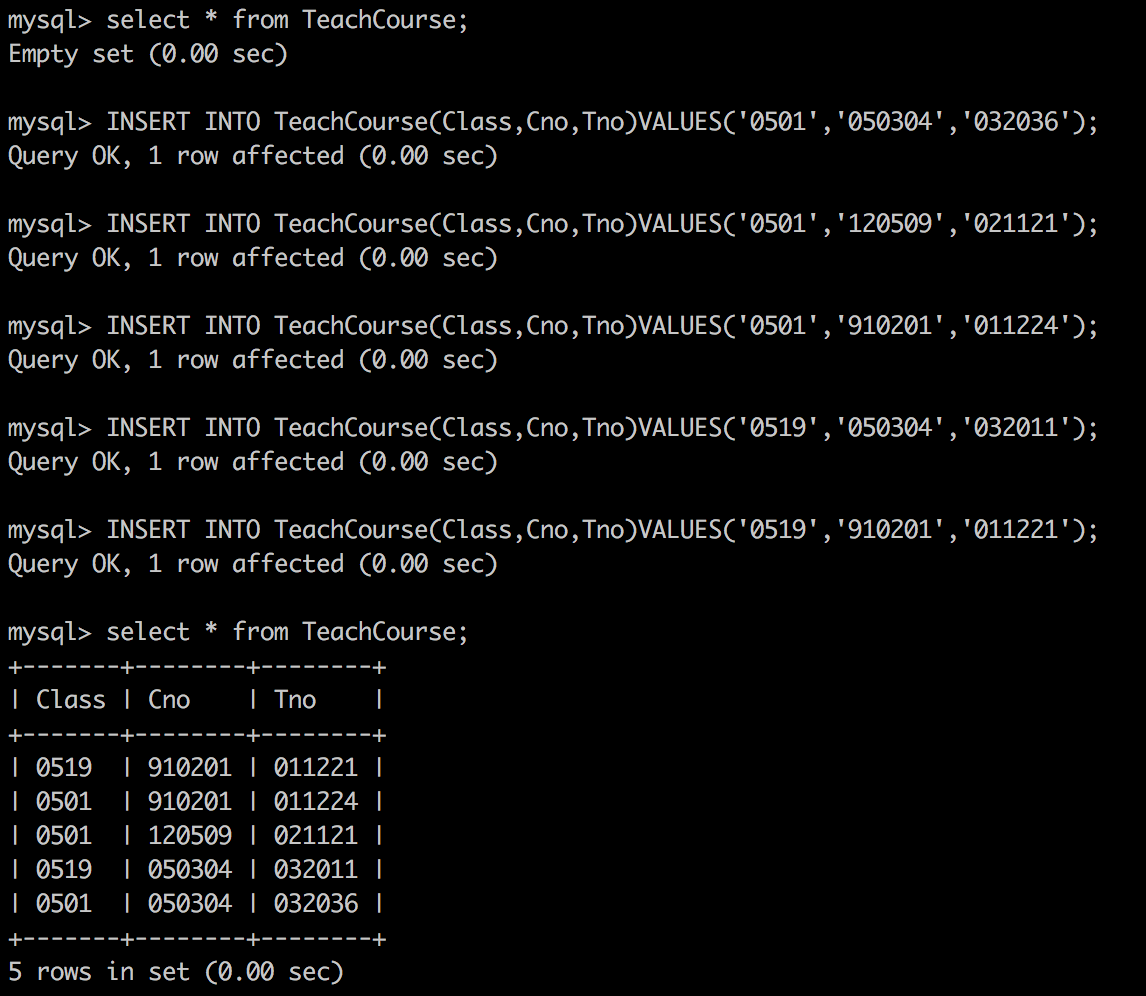 mysql> select * from TeachCourse;
Empty set (0.00 sec)
mysql> INSERT INTO TeachCourse(Class,Cno,Tno)VALUES('0501','050304','032036');
Query OK, 1 row affected (0.00 sec)
mysql> INSERT INTO TeachCourse(Class,Cno,Tno)VALUES('0501','120509','021121');
Query OK, 1 row affected (0.00 sec)
mysql> INSERT INTO TeachCourse(Class,Cno,Tno)VALUES('0501','910201','011224');
Query OK, 1 row affected (0.00 sec)
mysql> INSERT INTO TeachCourse(Class,Cno,Tno)VALUES('0519','050304','032011');
Query OK, 1 row affected (0.00 sec)
mysql> INSERT INTO TeachCourse(Class,Cno,Tno)VALUES('0519','910201','011221');
Query OK, 1 row affected (0.00 sec)
mysql> select * from TeachCourse;
+-------+--------+--------+
| Class | Cno    | Tno    |
+-------+--------+--------+
| 0519  | 910201 | 011221 |
| 0501  | 910201 | 011224 |
| 0501  | 120509 | 021121 |
| 0519  | 050304 | 032011 |
| 0501  | 050304 | 032036 |
+-------+--------+--------+
5 rows in set (0.00 sec)